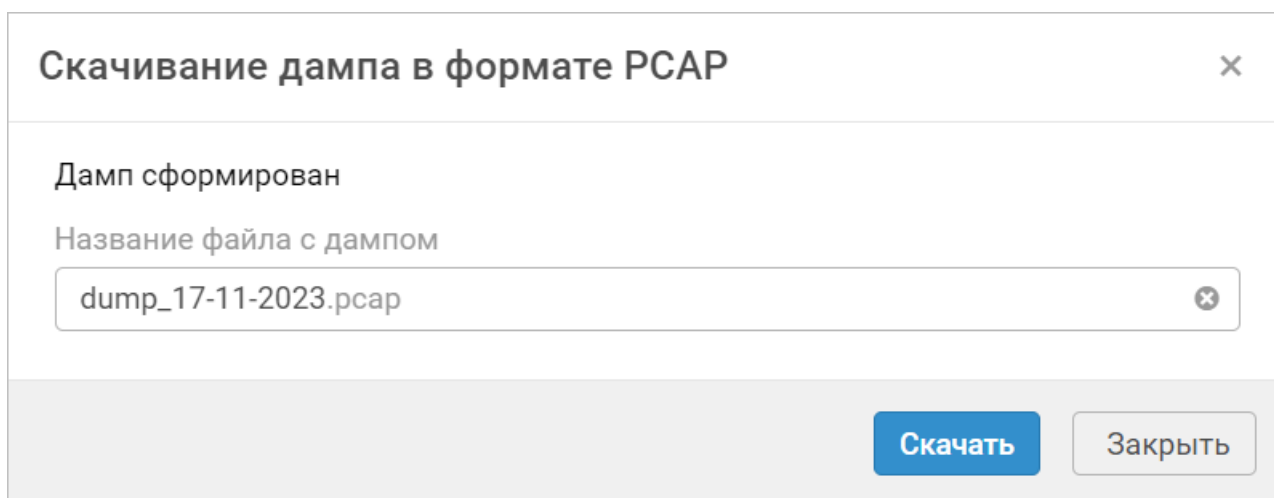 Скачивание дампа в формате PCAP
Дамп сформирован
Название файла с дампом
dump_17-11-2023.pcap
Скачать Закрыть